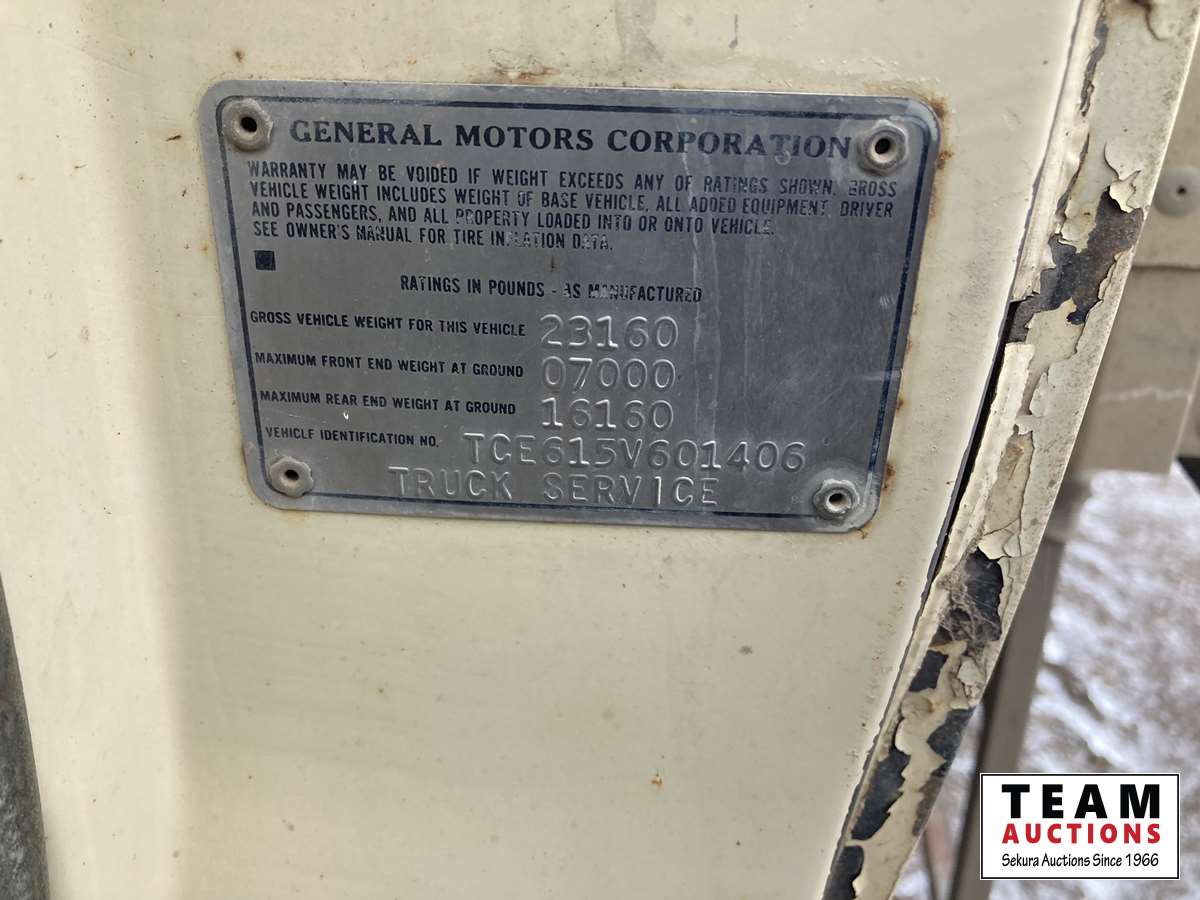 GENERAL MOTORS CORPORATION
WARRANTY MAY BE VOIDED IF WEIGHT EXCEEDS ANY OF RATINGS SHOWN. GROSS
VEHICLE WEIGHT INCLUDES WEIGHT OF BASE VEHICLE, ALL ADDED EQUIPMENT, DRIVER
AND PASSENGERS, AND ALL PROPERTY LOADED INTO OR ONTO VEHICLE.
SEE OWNER'S MANUAL FOR TIRE INFLATION DATA.
RATINGS IN POUNDS - AS MANUFACTURED
GROSS VEHICLE WEIGHT FOR THIS VEHICLE 23160
MAXIMUM FRONT END WEIGHT AT GROUND 07000
MAXIMUM REAR END WEIGHT AT GROUND 16160
VEHICLE IDENTIFICATION NO. TCE615V601406
TRUCK SERVICE
TEAM
AUCTIONS
Sekura Auctions Since 1966